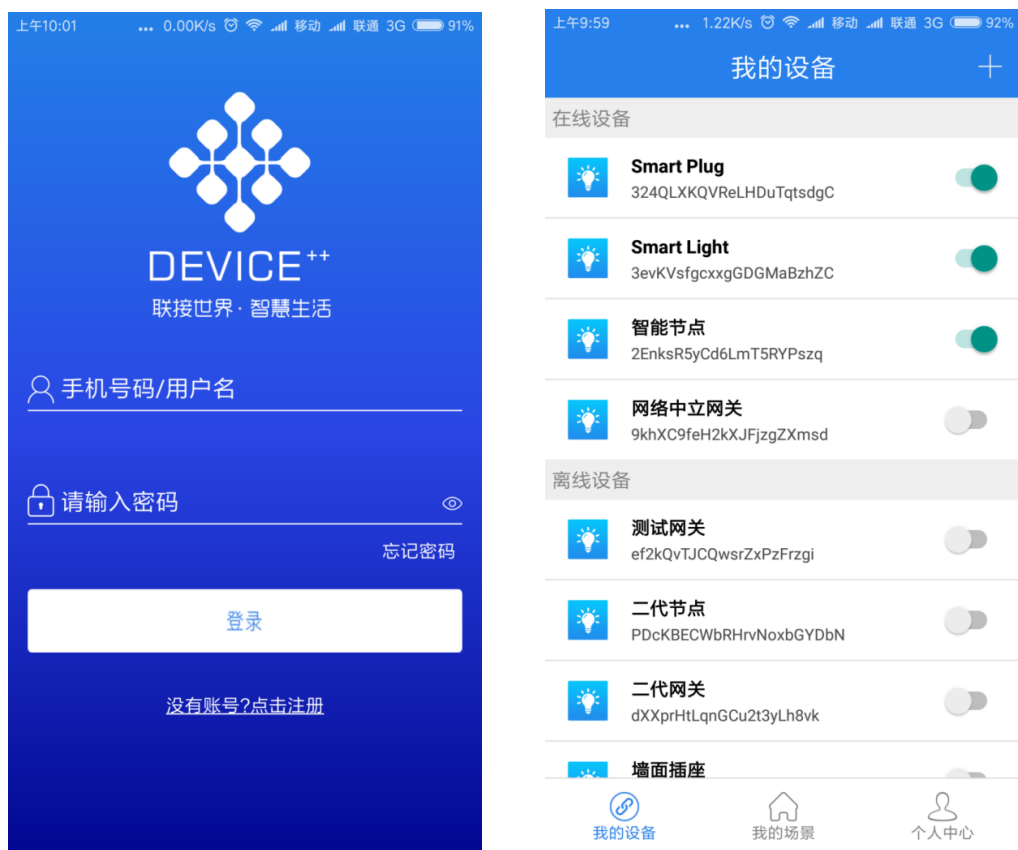 上午10:01 ... 0.00K/s 移动 联通 3G 91%
DEVICE++
联接世界·智慧生活
手机号码/用户名
请输入密码
忘记密码
登录
没有账号?点击注册
上午9:59 ... 1.22K/s 移动 联通 3G 92%
我的设备
在线设备
Smart Plug
324QLXKQVReLHDuTqtsdgC
Smart Light
3evKVsfgcxxgGDGMaBzhZC
智能节点
2EnksR5yCd6LmT5RYPszq
网络中立网关
9khXC9feH2kXJFjzgZXmsd
离线设备
测试网关
ef2kQvTJCQwsrZxPzFrzgi
二代节点
PDcKBECWbRHrvNoxbGYDbN
二代网关
dXXprHtLqnGCu2t3yLh8vk
墙面插座
我的设备 我的场景 个人中心